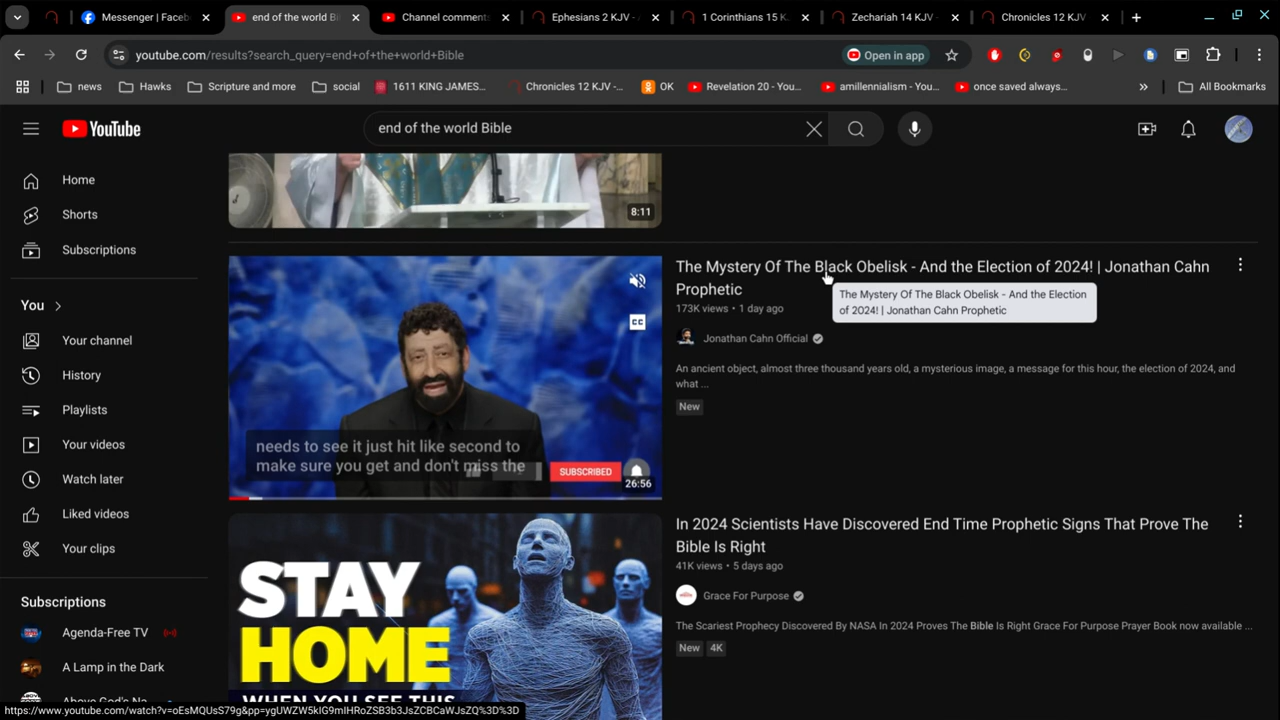 Messenger | Faceb
end of the world Bi
Channel comment
Ephesians 2 KJV -
1 Corinthians 15 K
Zechariah 14 KJV -
Chronicles 12 KJV
youtube.com/results?search_query=end+of+the+world+Bible
Open in app
news
Hawks
Scripture and more
social
1611 KING JAMES...
Chronicles 12 KJV -...
OK
Revelation 20 - You...
amillennialism - You...
once saved always...
»
All Bookmarks
YouTube
end of the world Bible
Home
Shorts
Subscriptions
You
Your channel
History
Playlists
Your videos
Watch later
Liked videos
Your clips
Subscriptions
Agenda-Free TV
A Lamp in the Dark
Above God's Na
8:11
The Mystery Of The Black Obelisk - And the Election of 2024! | Jonathan Cahn
Prophetic
The Mystery Of The Black Obelisk - And the Election
of 2024! | Jonathan Cahn Prophetic
173K views • 1 day ago
Jonathan Cahn Official
An ancient object, almost three thousand years old, a mysterious image, a message for this hour, the election of 2024, and
what ...
New
CC
needs to see it just hit like second to
make sure you get and don't miss the
SUBSCRIBED
26:56
In 2024 Scientists Have Discovered End Time Prophetic Signs That Prove The
Bible Is Right
41K views • 5 days ago
Grace For Purpose
The Scariest Prophecy Discovered By NASA In 2024 Proves The Bible Is Right Grace For Purpose Prayer Book now available ...
New
4K
STAY
HOME
WHEN YOU SEE THIS
https://www.youtube.com/watch?v=oEsMQUsS79g&pp=ygUWZW5kIG9mIHRoZSB3b3JsZCBCaWJsZQ%3D%3D